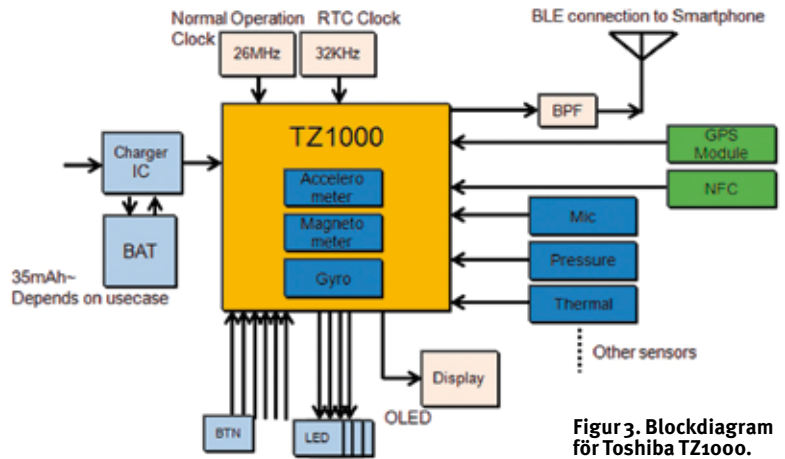 Normal Operation
Clock
RTC Clock
BLE connection to Smartphone
26MHz
32KHz
BPF
TZ1000
GPS
Module
Charger
IC
Accelero
meter
NFC
Magneto
meter
Mic
BAT
Gyro
Pressure
35mAh~
Depends on usecase
Thermal
Other sensors
Display
OLED
BTN
LED
Figur 3. Blockdiagram
för Toshiba TZ1000.